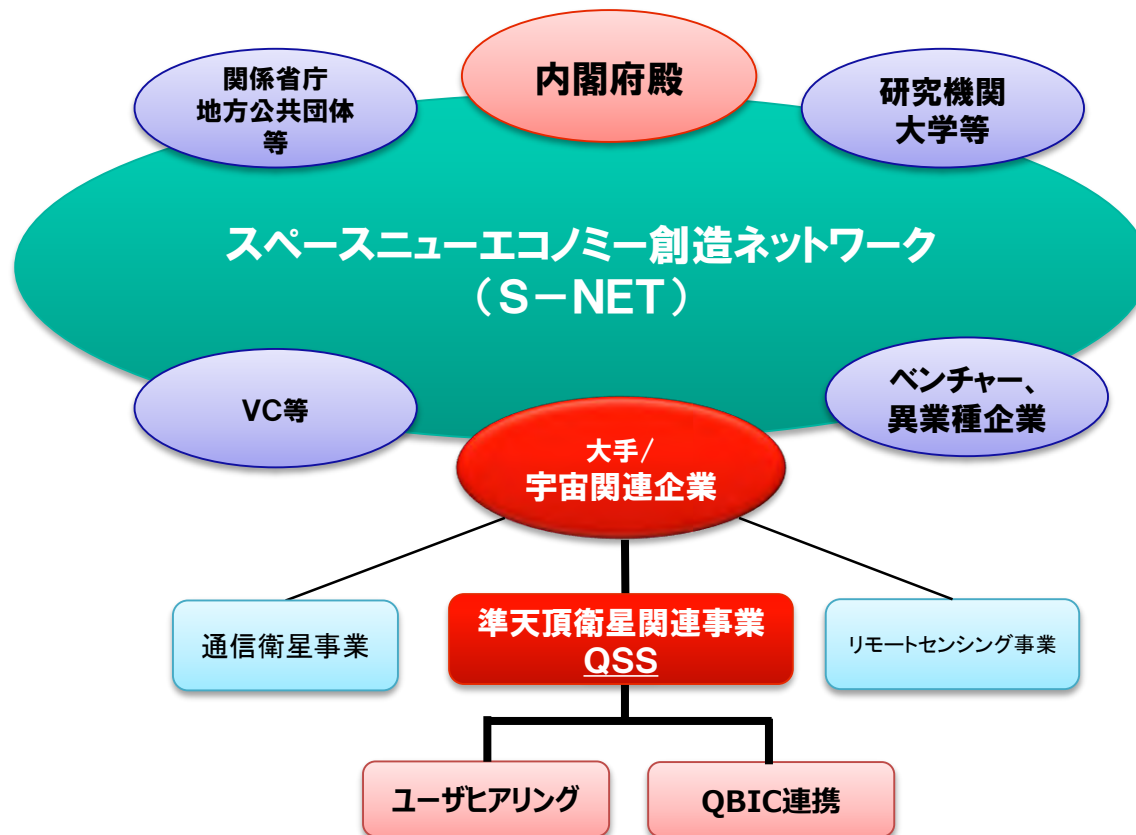 関係省庁
地方公共団体
等
内閣府殿
研究機関
大学等
スペースニューエコノミー創造ネットワーク
（S－NET）
VC等
ベンチャー、
異業種企業
大手/
宇宙関連企業
通信衛星事業
準天頂衛星関連事業
QSS
リモートセンシング事業
ユーザヒアリング
QBIC連携